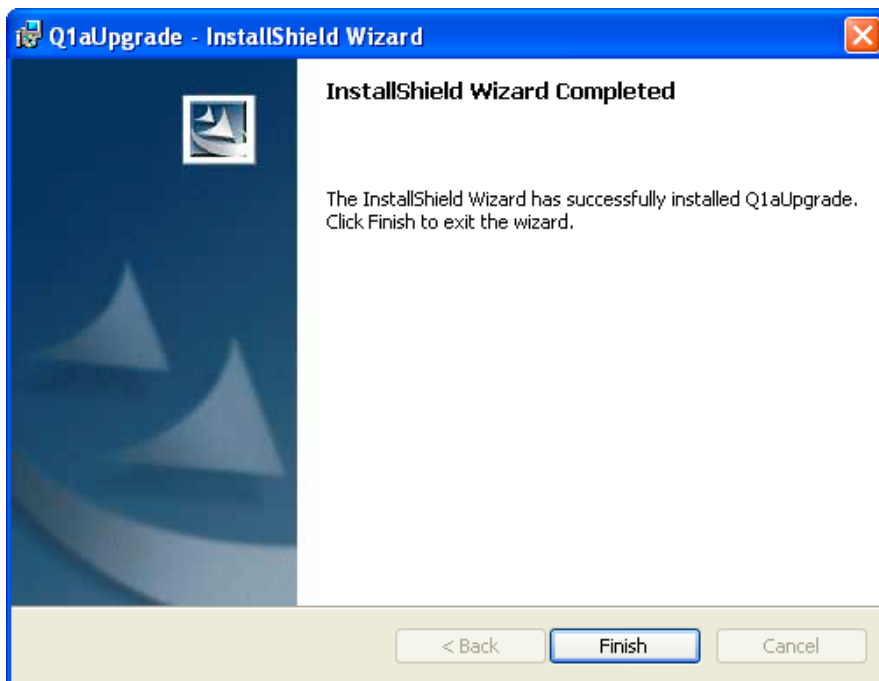 Q1aUpgrade - InstallShield Wizard
InstallShield Wizard Completed
The InstallShield Wizard has successfully installed Q1aUpgrade.
Click Finish to exit the wizard.
< Back
Finish
Cancel